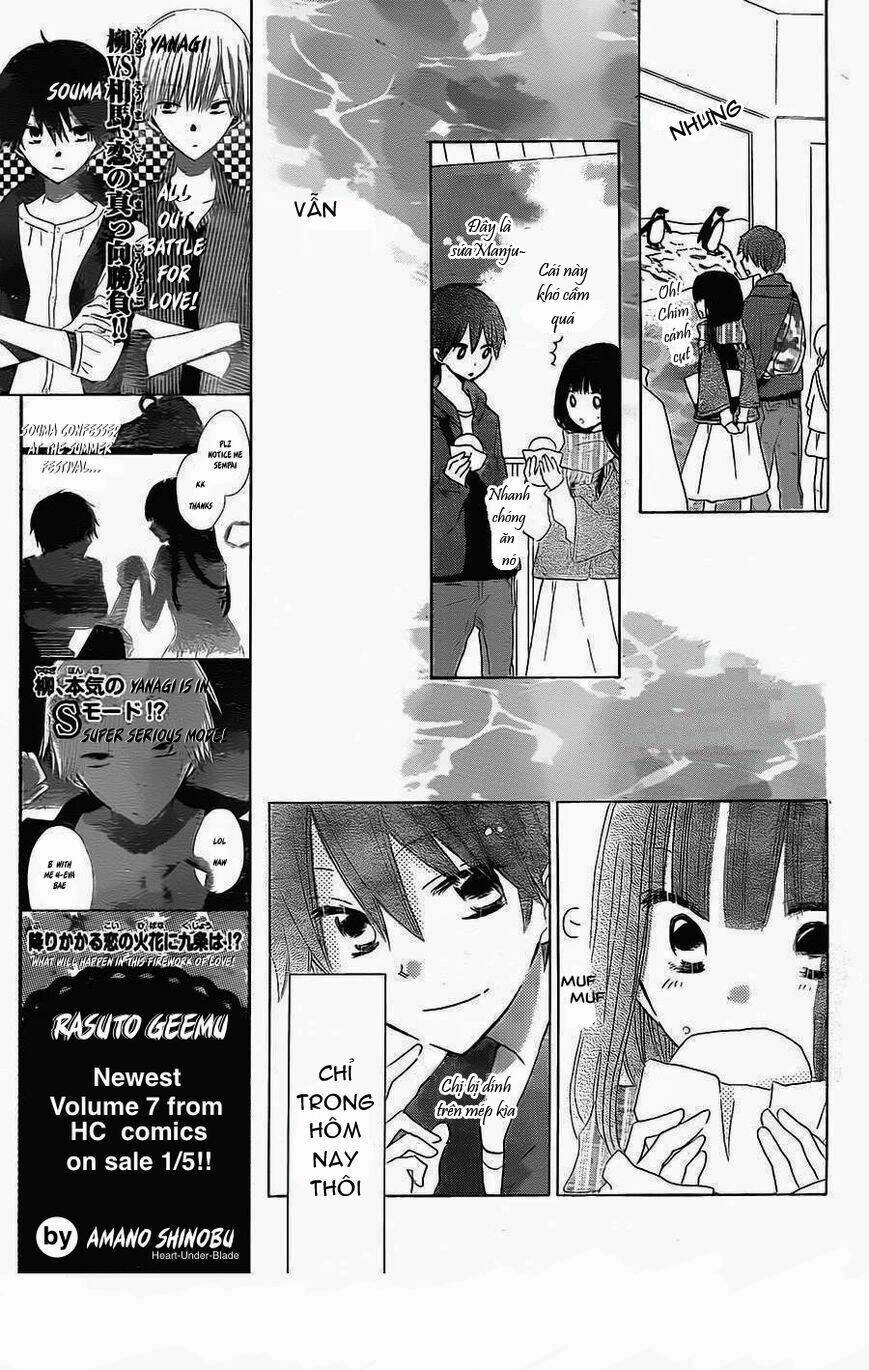 NHƯNG
Oh!
Chim
cánh
cụt
Đây là
sữa Manju~
Cái này
khó cầm
quá
Nhanh
chóng
ăn
nó
VẪN
MUF
MUF
Chị bị dính
trên mép kìa
CHỈ
TRONG
HÔM
NAY
THÔI
YANAGI
SOUMA
柳VS相馬、恋の真っ向勝負!!
ALL
OUT
BATTLE
FOR
LOVE!
SOUMA CONFESSES
AT THE SUMMER
FESTIVAL...
PLZ
NOTICE ME
SEMPAI
KK
THANKS
柳、本気の
Sモード!?
YANAGI IS IN
SUPER SERIOUS MODE!
LOL
NAW
B WITH
ME 4-EVA
BAE
降りかかる恋の火花に九条は!?
WHAT WILL HAPPEN IN THIS FIREWORK OF LOVE!
RASUTO GEEMU
Newest
Volume 7 from
HC comics
on sale 1/5!!
by AMANO SHINOBU
Heart-Under-Blade